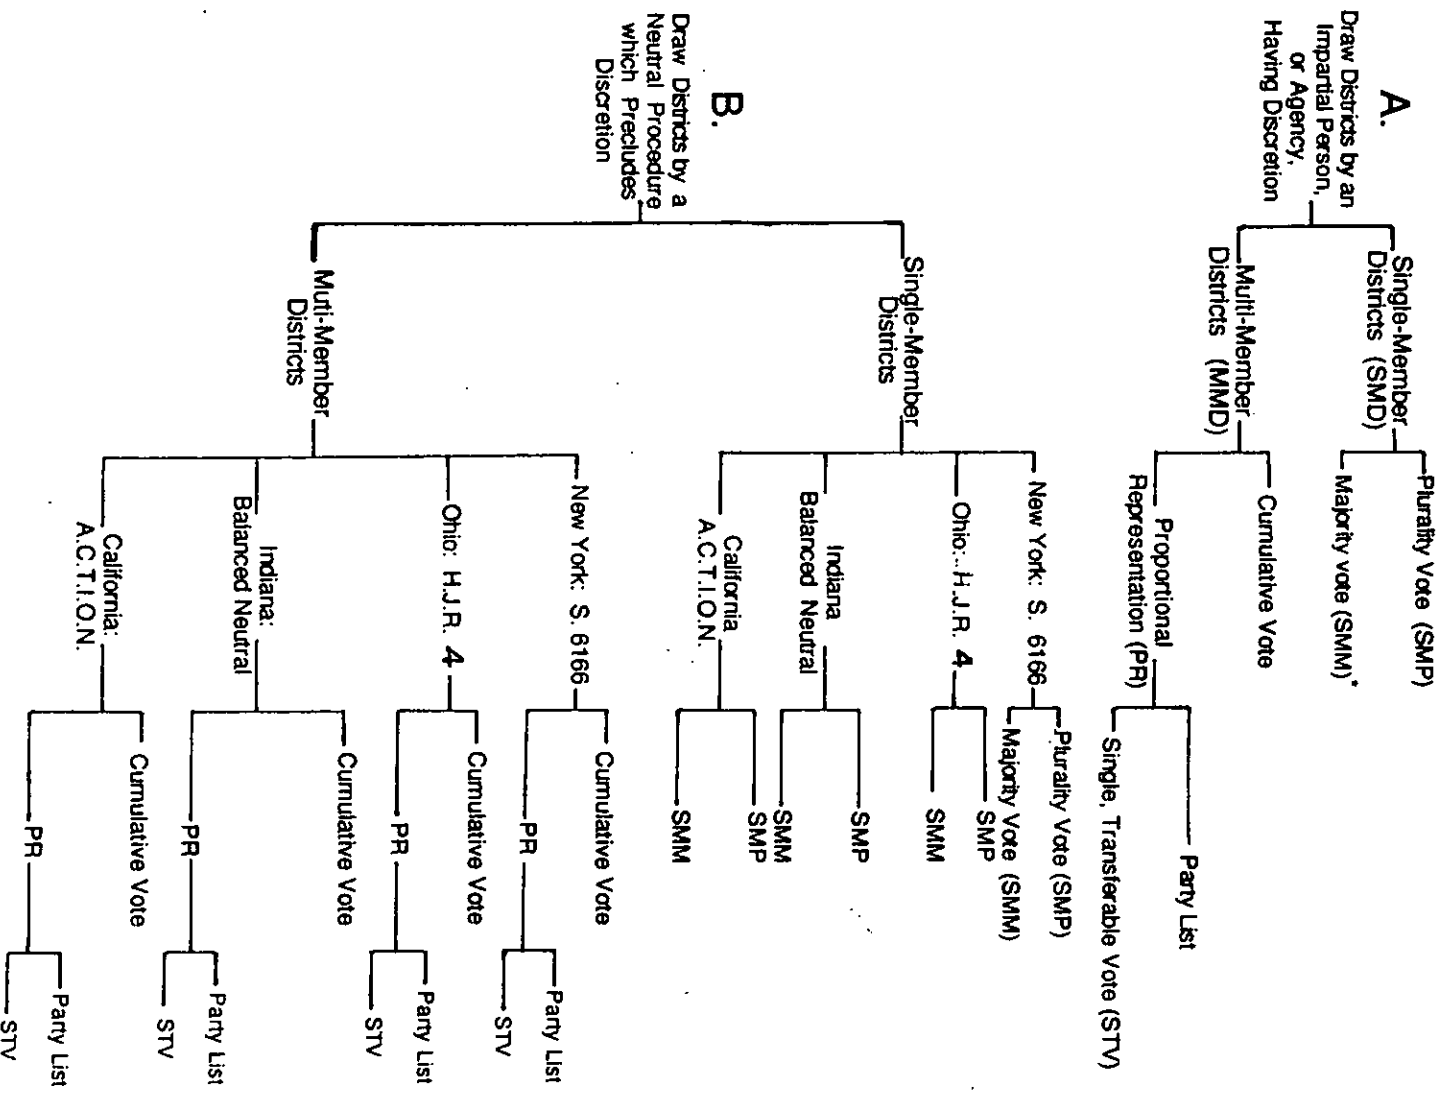 A.
Draw Districts by an
Impartial Person,
or Agency,
Having Discretion
Single-Member
Districts (SMD)
Plurality Vote (SMP)
Majority vote (SMM)*
Multi-Member
Districts (MMD)
Cumulative Vote
Proportional
Representation (PR)
Party List
Single, Transferable Vote (STV)
B.
Draw Districts by a
Neutral Procedure
which Precludes
Discretion
Single-Member
Districts
New York: S. 6166
Plurality Vote (SMP)
Majority Vote (SMM)
Ohio: H.J.R. 4
SMP
SMM
Indiana
Balanced Neutral
SMP
SMM
California
A.C.T.I.O.N.
SMP
SMM
Muti-Member
Districts
New York: S. 6166
Cumulative Vote
PR
Party List
STV
Ohio: H.J.R. 4
Cumulative Vote
PR
Party List
STV
Indiana:
Balanced Neutral
Cumulative Vote
PR
Party List
STV
California:
A.C.T.I.O.N.
Cumulative Vote
PR
Party List
STV